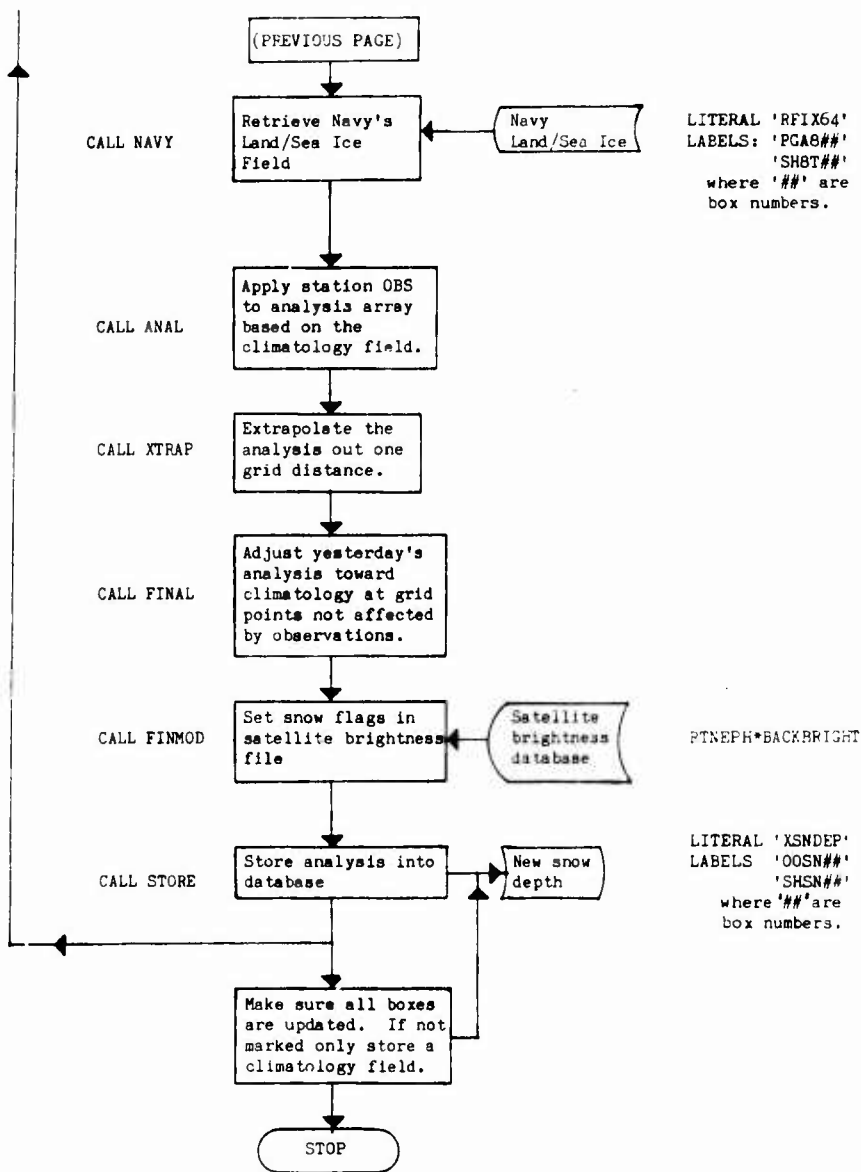 (PREVIOUS PAGE)
CALL NAVY
Retrieve Navy's
Land/Sea Ice
Field
Navy
Land/Sea Ice
LITERAL 'RFIX64'
LABELS: 'PGA8##'
'SH8T##'
where '##' are
box numbers.
CALL ANAL
Apply station OBS
to analysis array
based on the
climatology field.
CALL XTRAP
Extrapolate the
analysis out one
grid distance.
CALL FINAL
Adjust yesterday's
analysis toward
climatology at grid
points not affected
by observations.
CALL FINMOD
Set snow flags in
satellite brightness
file
Satellite
brightness
database
PTNEPH*BACKBRIGHT
CALL STORE
Store analysis into
database
New snow
depth
LITERAL 'XSNDEP'
LABELS '00SN##'
'SHSN##'
where '##' are
box numbers.
Make sure all boxes
are updated. If not
marked only store a
climatology field.
STOP